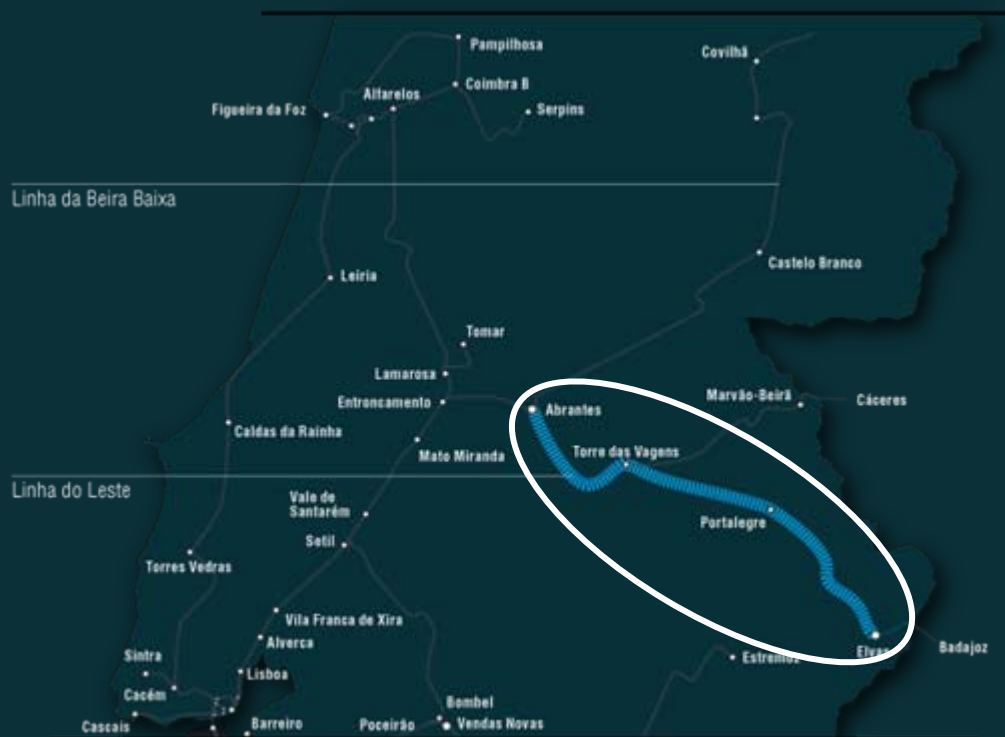 Pampilhosa
Covilhã
Coimbra B
Alfarelos
Figueira da Foz
Serpins
Linha da Beira Baixa
Castelo Branco
Leiria
Tomar
Lamarosa
Marvão-Beirã
Cáceres
Entroncamento
Abrantes
Caldas da Rainha
Mato Miranda
Torre das Vagens
Linha do Leste
Vale de
Santarém
Portalegre
Setil
Torres Vedras
Vila Franca de Xira
Alverca
Elvas
Badajoz
Sintra
Estremoz
Lisboa
Cacém
Bombel
Cascais
Barreiro
Poceirão
Vendas Novas